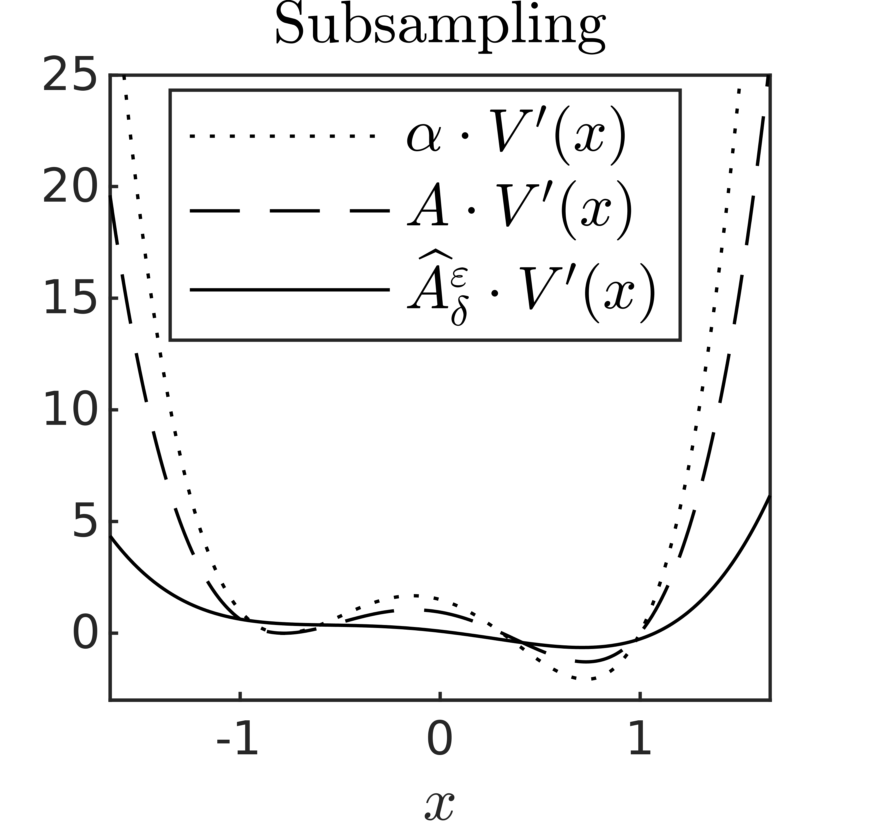 Subsampling
25
20
15
10
5
0
α · V′(x)
A · V′(x)
Â^ε_δ · V′(x)
-1 0 1
x